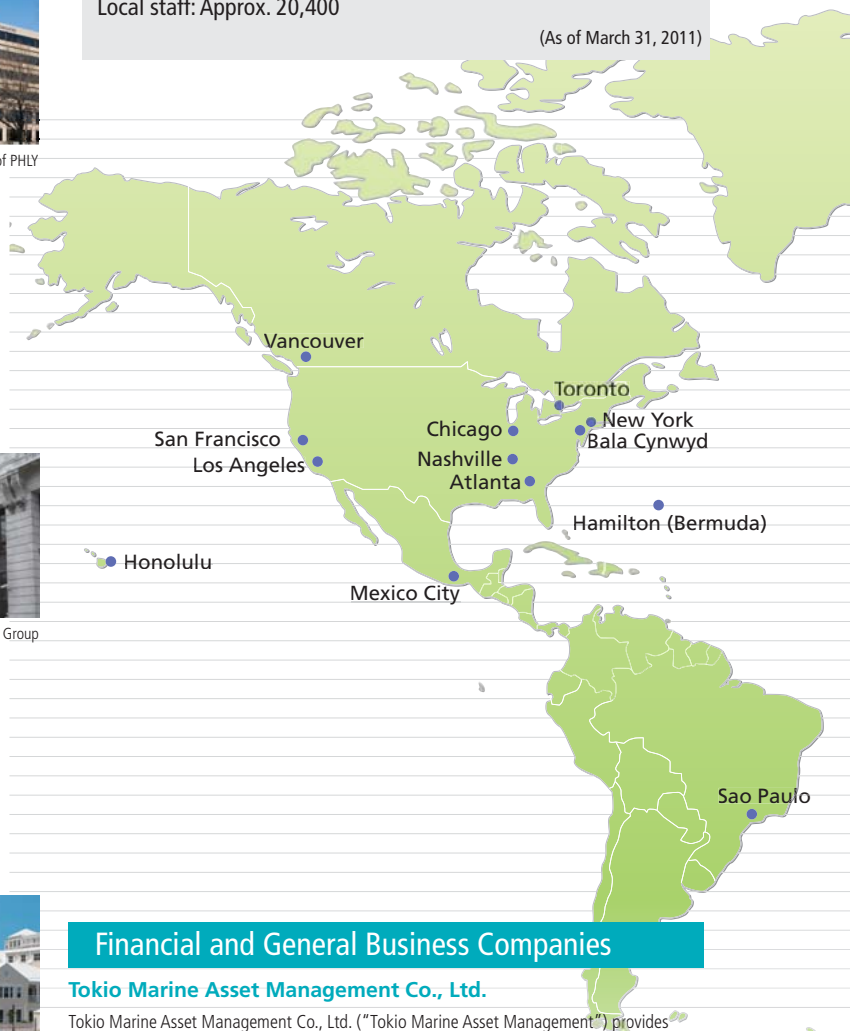 Local staff: Approx. 20,400
(As of March 31, 2011)
of PHLY
Vancouver
Toronto
Chicago
New York
San Francisco
Bala Cynwyd
Los Angeles
Nashville
Atlanta
Hamilton (Bermuda)
Honolulu
Mexico City
Group
Sao Paulo
Financial and General Business Companies
Tokio Marine Asset Management Co., Ltd.
Tokio Marine Asset Management Co., Ltd. (“Tokio Marine Asset Management”) provides